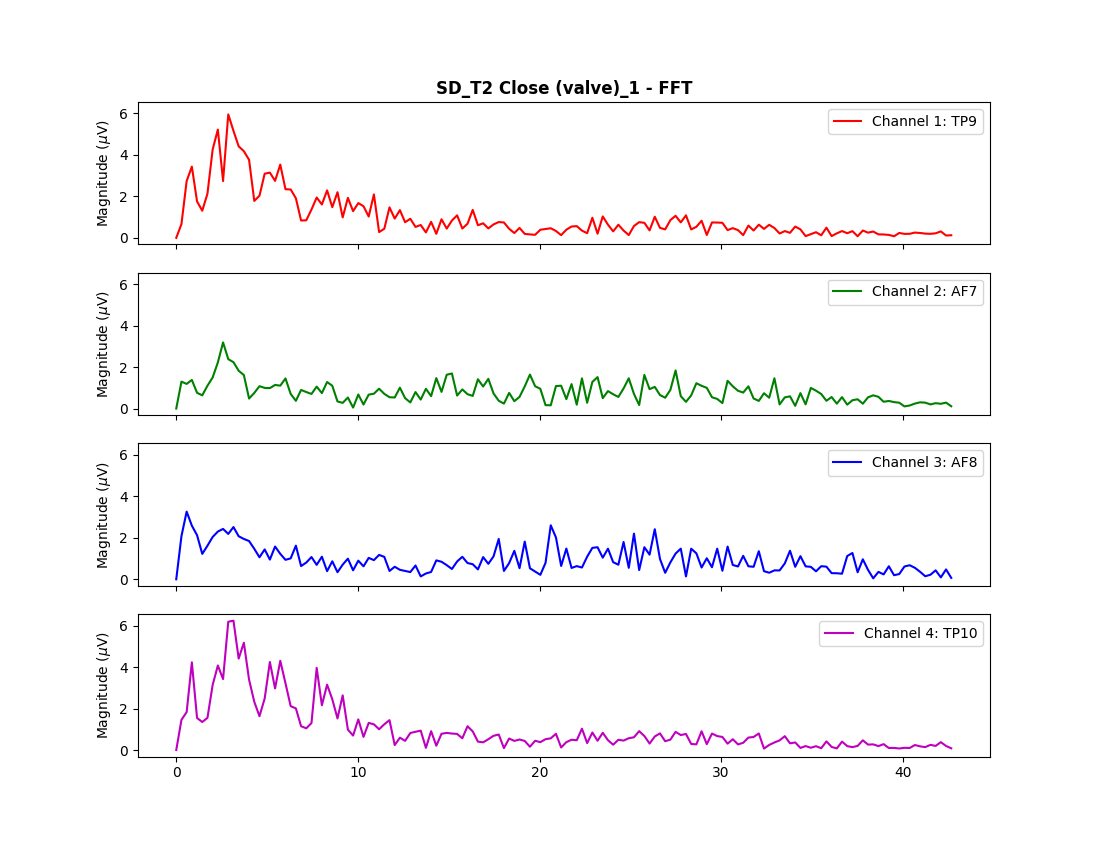 SD_T2 Close (valve)_1 - FFT
Magnitude (μV)
6
4
2
0
Channel 1: TP9
Magnitude (μV)
6
4
2
0
Channel 2: AF7
Magnitude (μV)
6
4
2
0
Channel 3: AF8
Magnitude (μV)
6
4
2
0
Channel 4: TP10
0 10 20 30 40